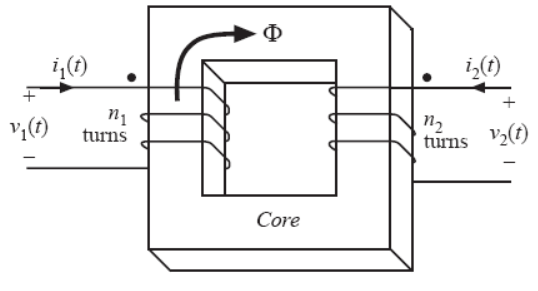 Φ
i₁(t)
i₂(t)
+
+
n₁
turns
n₂
turns
v₁(t)
v₂(t)
−
−
Core